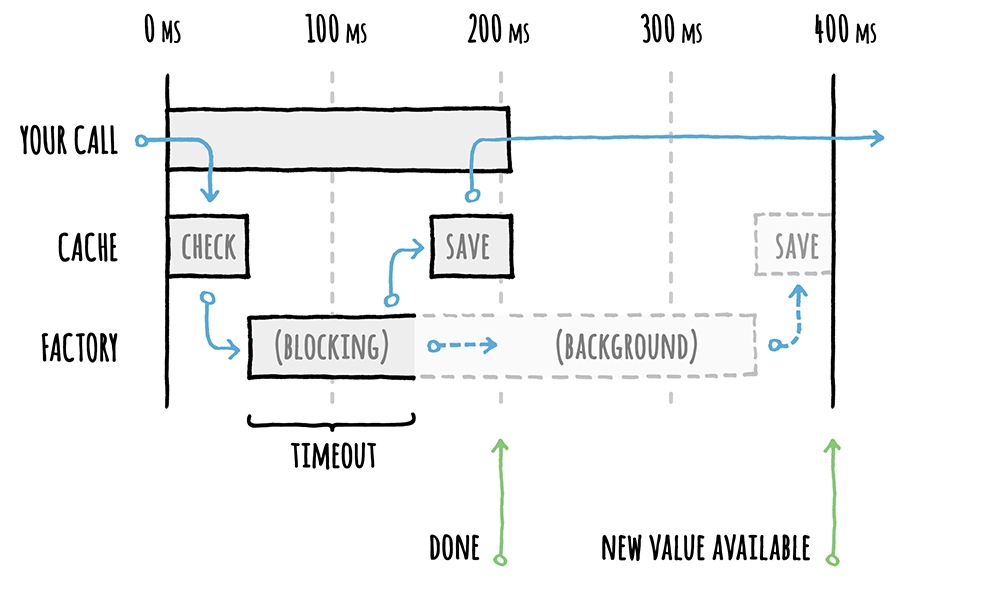 0 MS 100 MS 200 MS 300 MS 400 MS
YOUR CALL
CACHE CHECK SAVE SAVE
FACTORY (BLOCKING) (BACKGROUND)
TIMEOUT
DONE NEW VALUE AVAILABLE